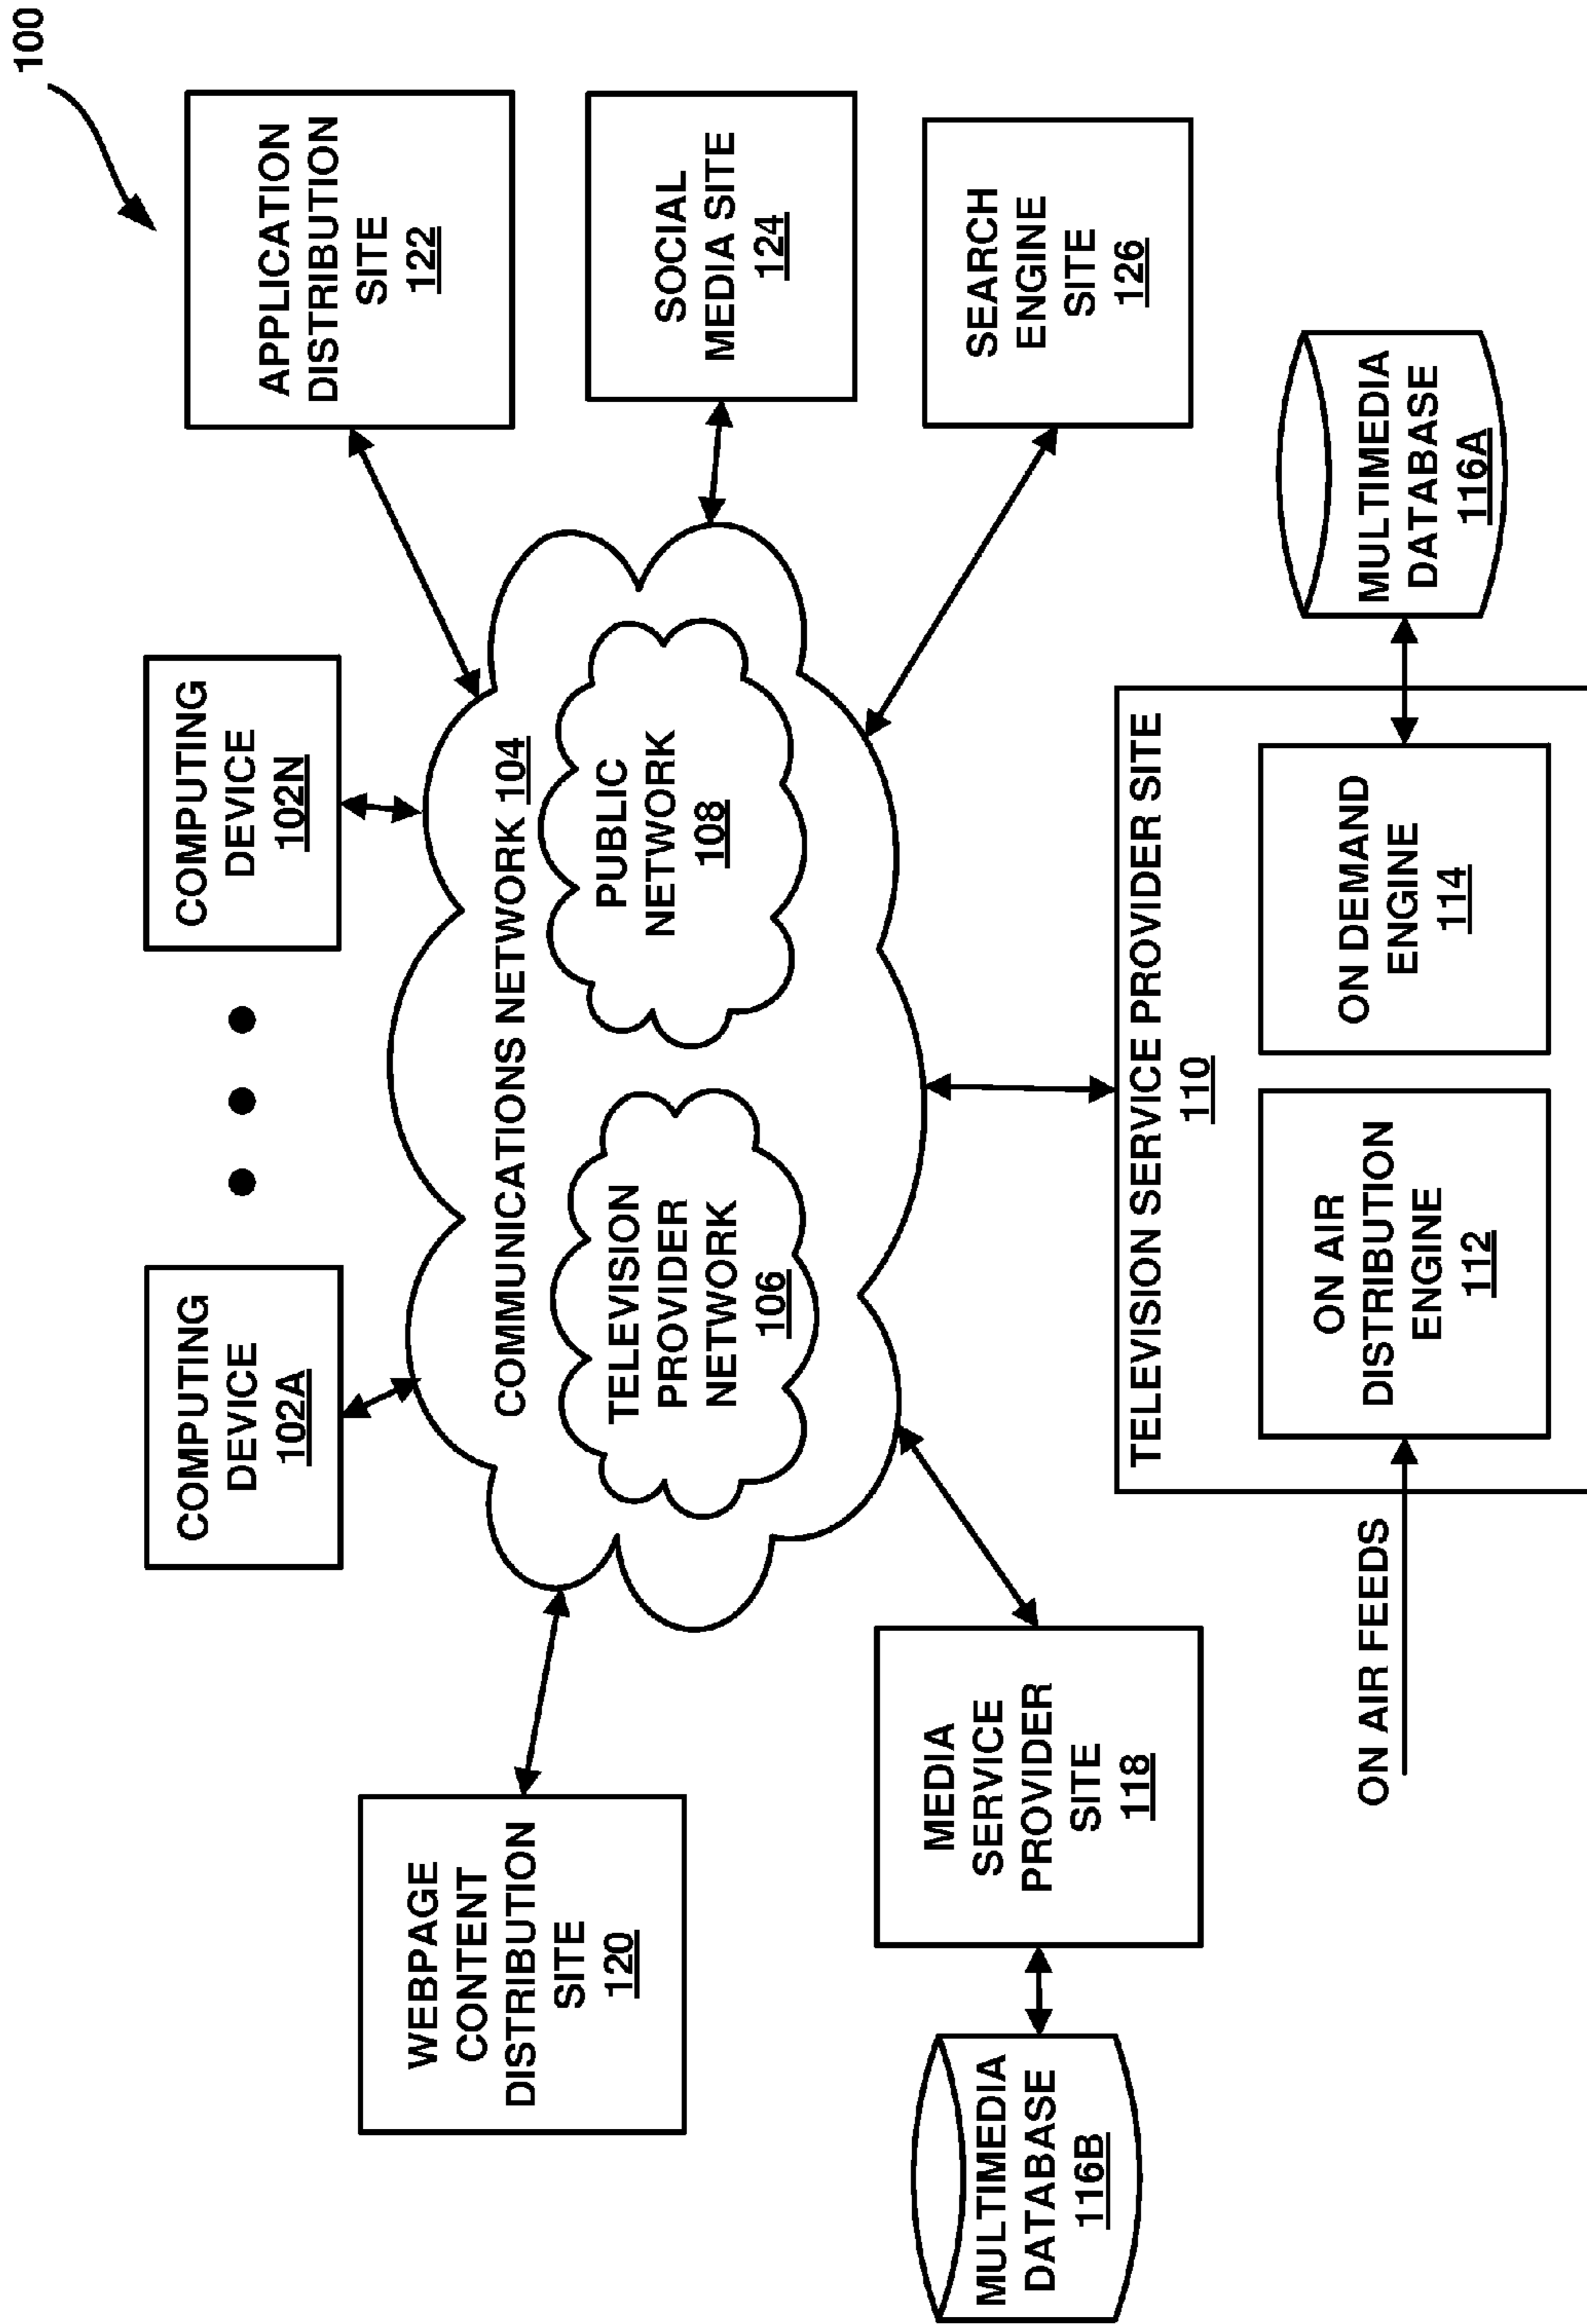 100
COMPUTING
DEVICE
102A
COMPUTING
DEVICE
102N
APPLICATION
DISTRIBUTION
SITE
122
WEBPAGE
CONTENT
DISTRIBUTION
SITE
120
COMMUNICATIONS NETWORK 104
TELEVISION
PROVIDER
NETWORK
106
PUBLIC
NETWORK
108
SOCIAL
MEDIA SITE
124
SEARCH
ENGINE
SITE
126
MEDIA
SERVICE
PROVIDER
SITE
118
MULTIMEDIA
DATABASE
116B
TELEVISION SERVICE PROVIDER SITE
110
ON AIR
DISTRIBUTION
ENGINE
112
ON DEMAND
ENGINE
114
MULTIMEDIA
DATABASE
116A
ON AIR FEEDS